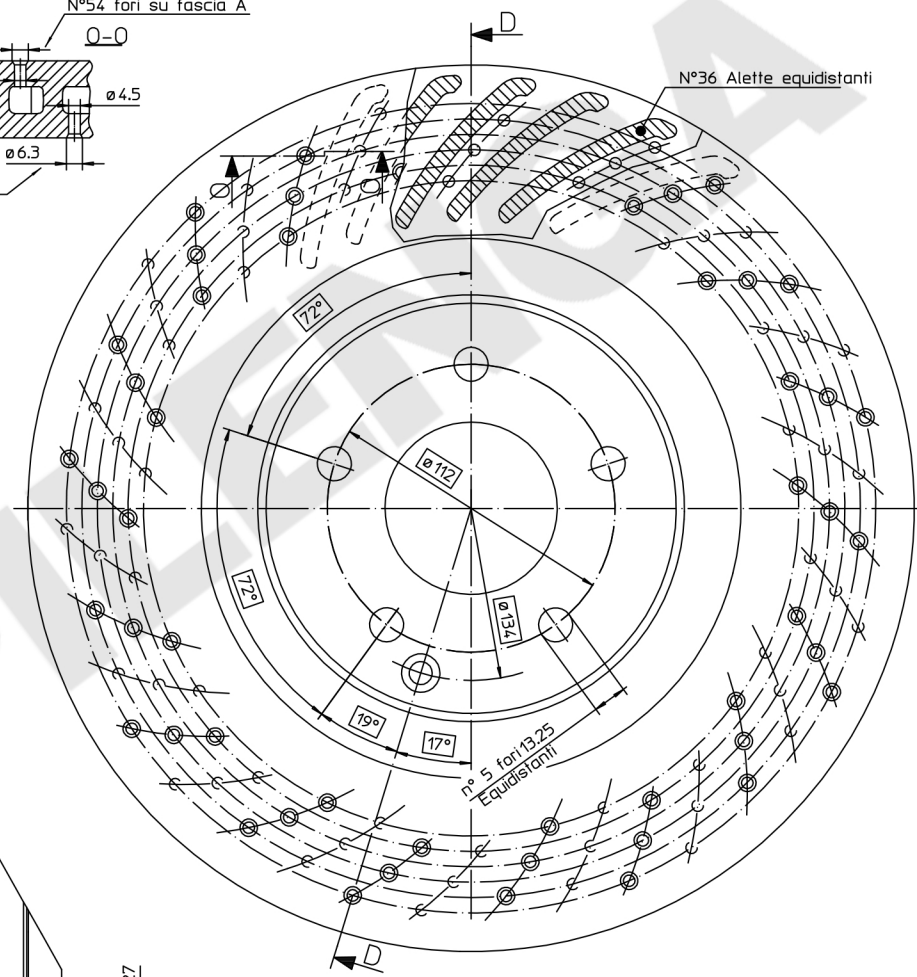 N°54 fori su fascia A
O-O
D
N°36 Alette equidistanti
ø4.5
ø6.3
O
O
72°
ø112
72°
ø134
19°
17°
n° 5 fori 13.25
Equidistanti
D